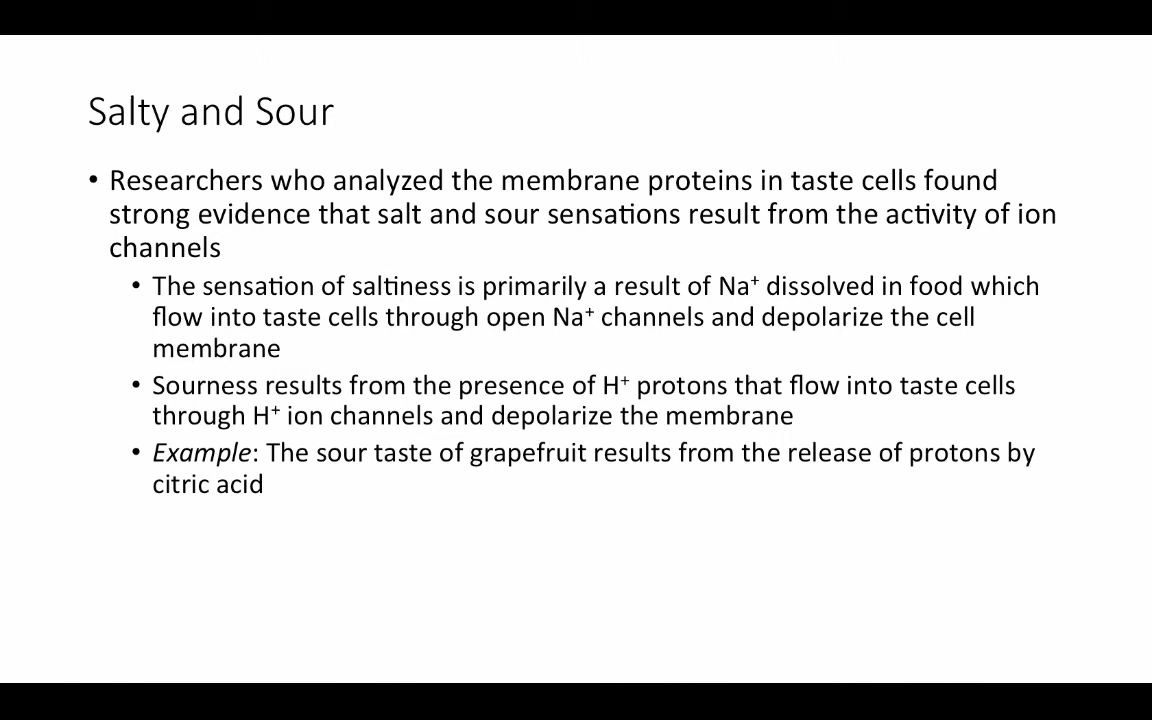 Salty and Sour
• Researchers who analyzed the membrane proteins in taste cells found
strong evidence that salt and sour sensations result from the activity of ion
channels
• The sensation of saltiness is primarily a result of Na⁺ dissolved in food which
flow into taste cells through open Na⁺ channels and depolarize the cell
membrane
• Sourness results from the presence of H⁺ protons that flow into taste cells
through H⁺ ion channels and depolarize the membrane
• Example: The sour taste of grapefruit results from the release of protons by
citric acid